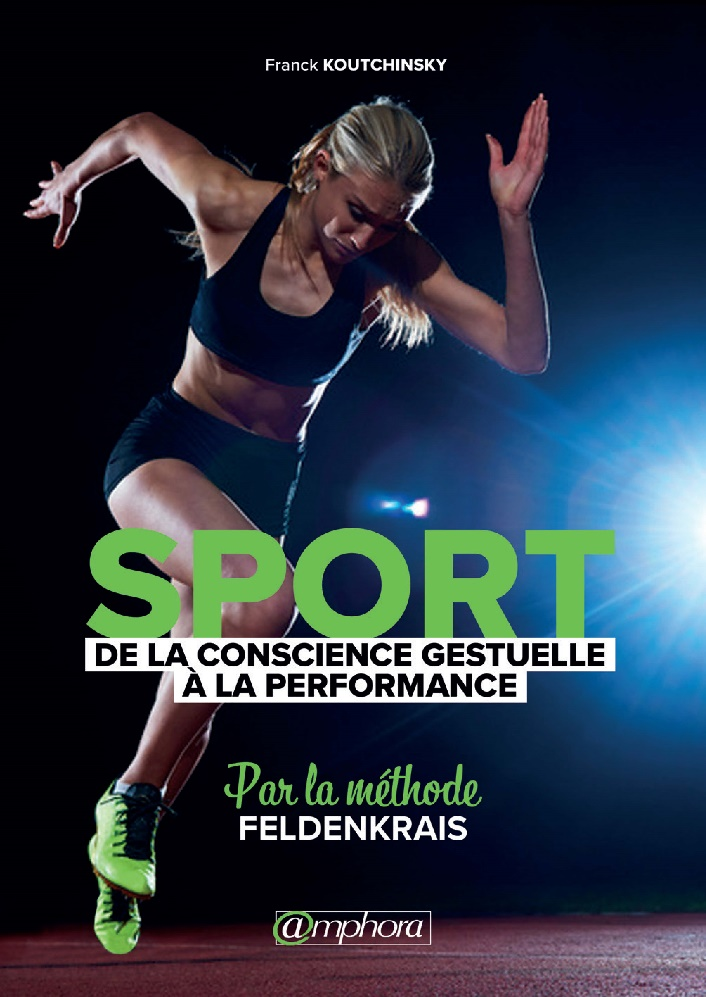 Franck KOUTCHINSKY
SPORT
DE LA CONSCIENCE GESTUELLE
À LA PERFORMANCE
Par la méthode
FELDENKRAIS
@mphora